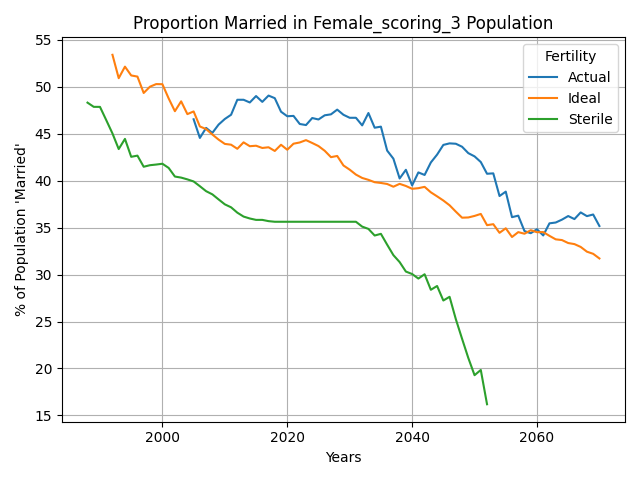 Proportion Married in Female_scoring_3 Population
% of Population 'Married'
55
50
45
40
35
30
25
20
15
Fertility
Actual
Ideal
Sterile
2000
2020
2040
2060
Years